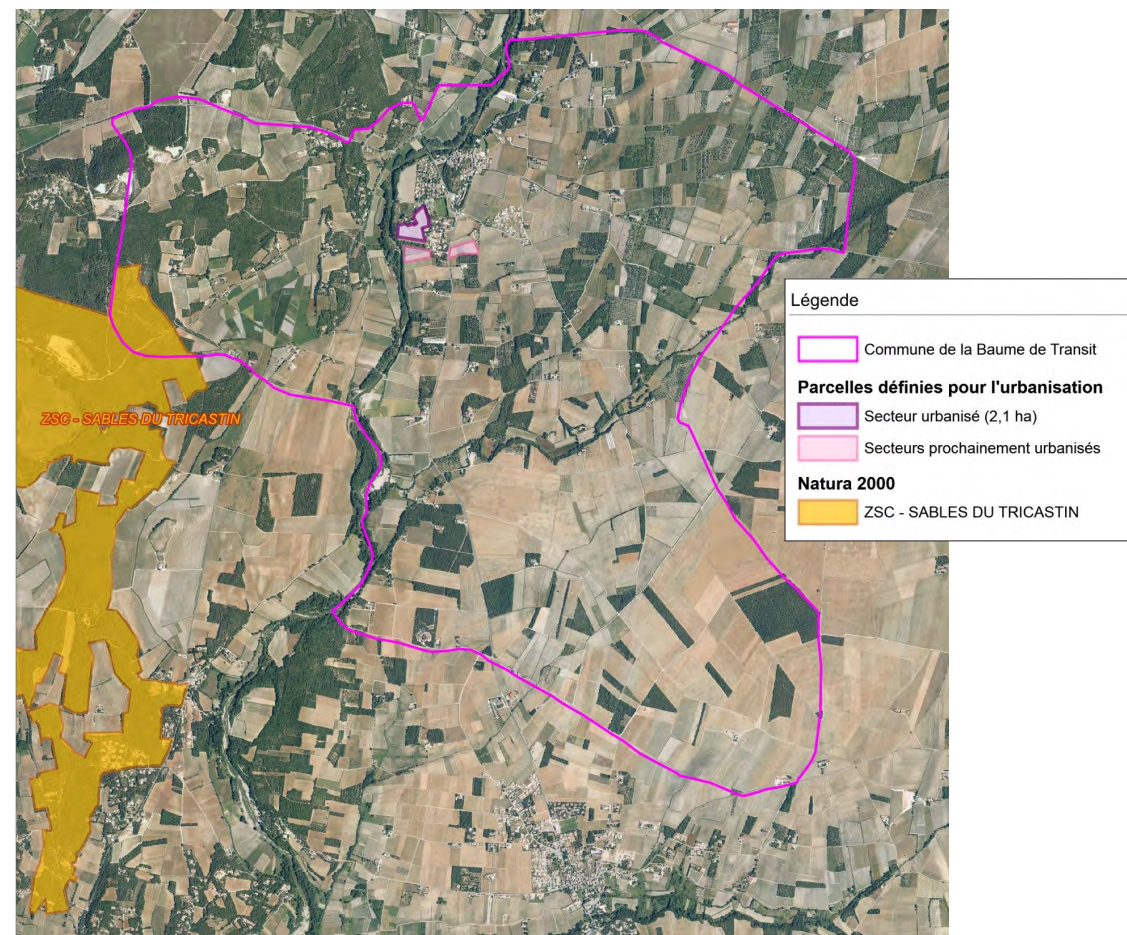 ZSC - SABLES DU TRICASTIN
Légende
Commune de la Baume de Transit
Parcelles définies pour l'urbanisation
Secteur urbanisé (2,1 ha)
Secteurs prochainement urbanisés
Natura 2000
ZSC - SABLES DU TRICASTIN